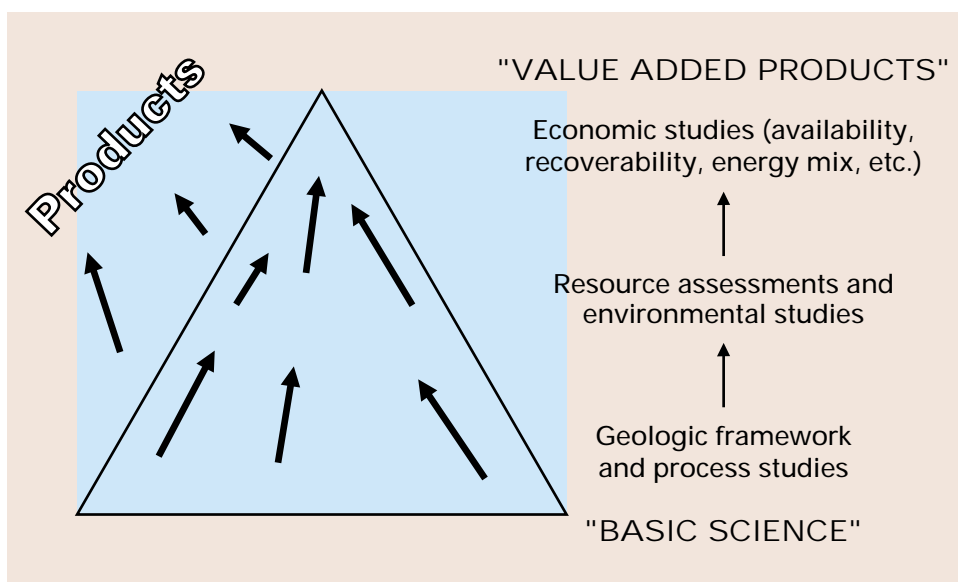 Products
"VALUE ADDED PRODUCTS"
Economic studies (availability,
recoverability, energy mix, etc.)
Resource assessments and
environmental studies
Geologic framework
and process studies
"BASIC SCIENCE"